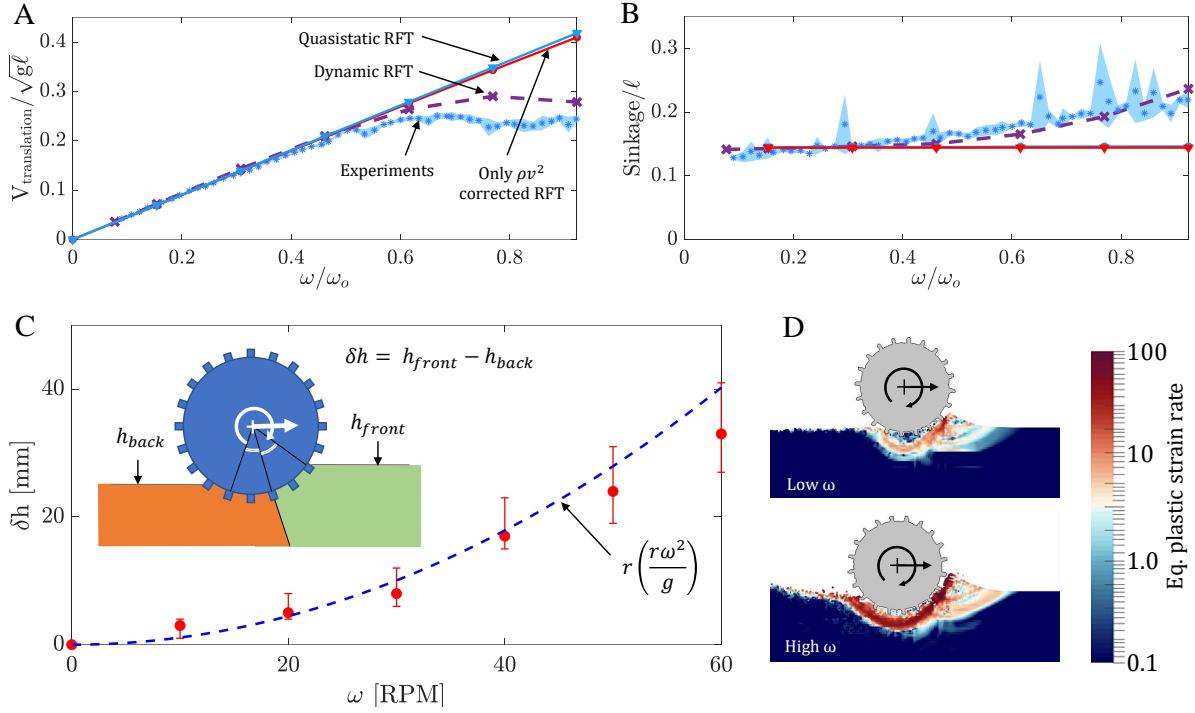 A
V_translation/√gℓ
0.4
0.3
0.2
0.1
0
0
0.2
0.4
0.6
0.8
ω/ω_o
Quasistatic RFT
Dynamic RFT
Experiments
Only ρv²
corrected RFT
B
Sinkage/ℓ
0.3
0.2
0.1
0
0
0.2
0.4
0.6
0.8
ω/ω_o
C
δh [mm]
40
20
0
0
20
40
60
ω [RPM]
δh = h_front − h_back
h_back
h_front
r(rω²/g)
D
Low ω
High ω
100
10
1.0
0.1
Eq. plastic strain rate